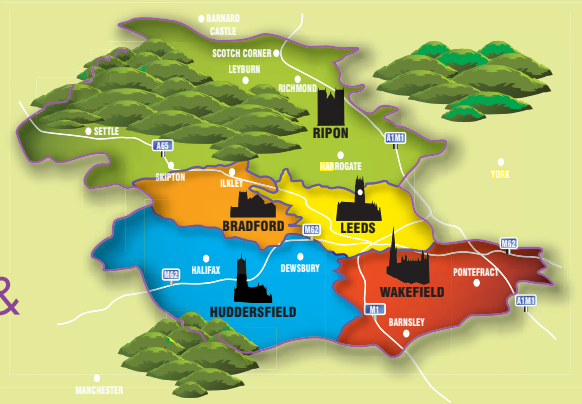 BARNARD
CASTLE
SCOTCH CORNER
LEYBURN
RICHMOND
RIPON
A1M1
SETTLE
A65
HARROGATE
YORK
SKIPTON
ILKLEY
BRADFORD
LEEDS
M62
M62
HALIFAX
DEWSBURY
M62
PONTEFRACT
&
HUDDERSFIELD
WAKEFIELD
A1M1
M1
BARNSLEY
MANCHESTER